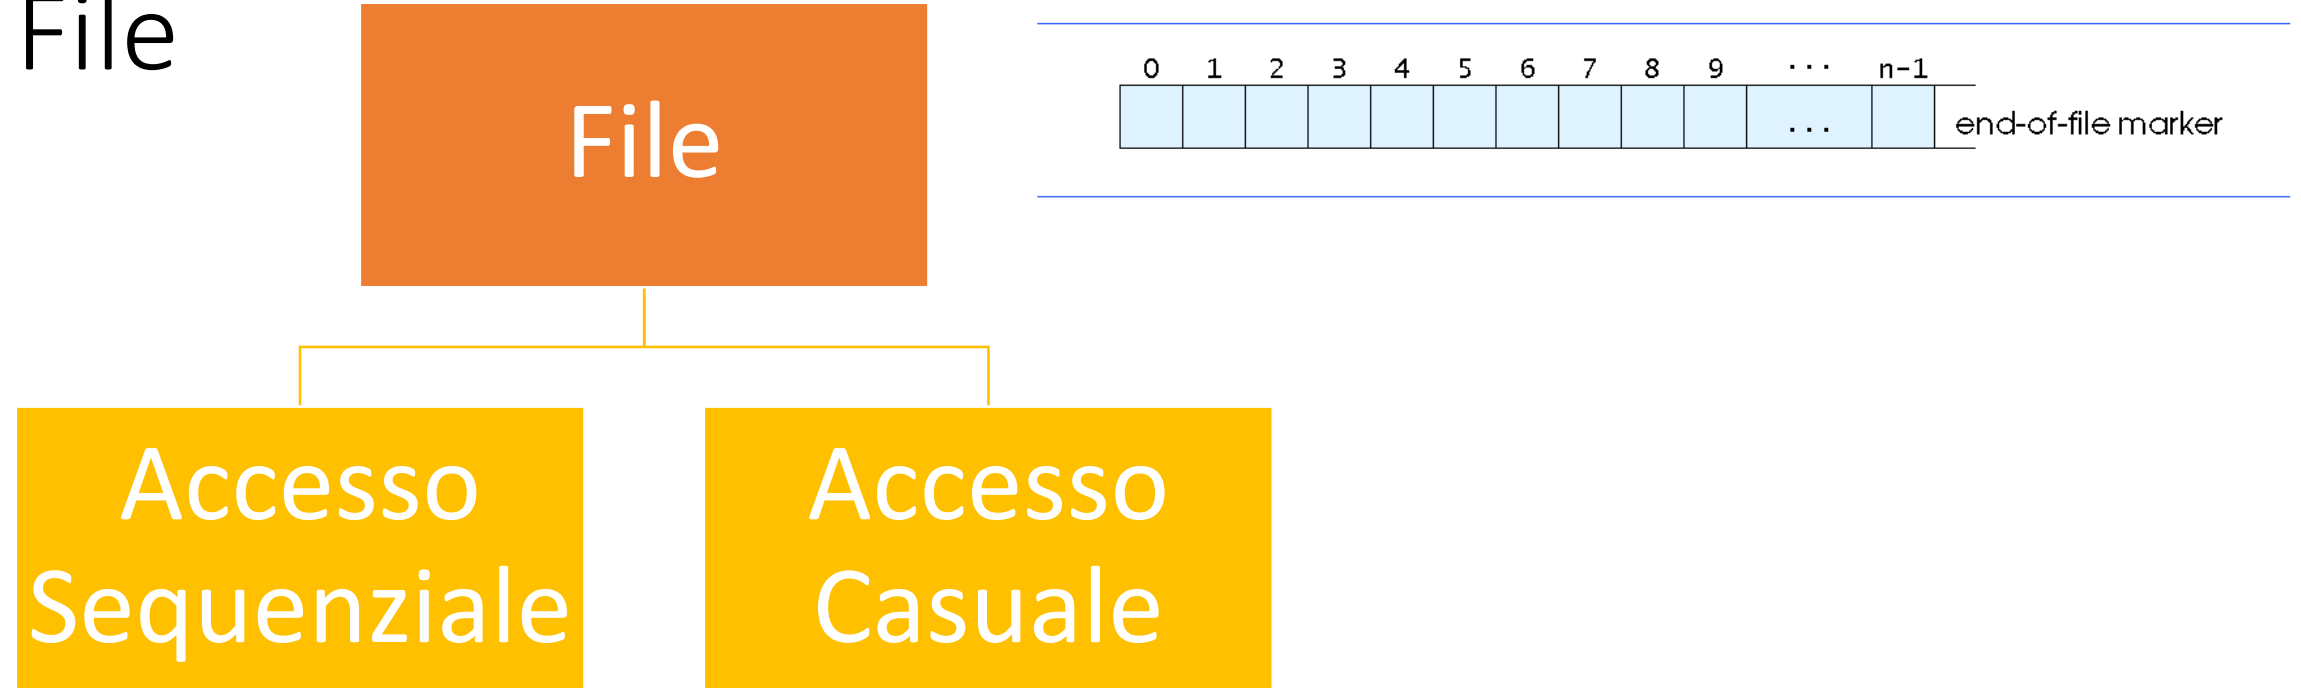 File
File
0 1 2 3 4 5 6 7 8 9 ... n-1
... end-of-file marker
Accesso
Sequenziale
Accesso
Casuale